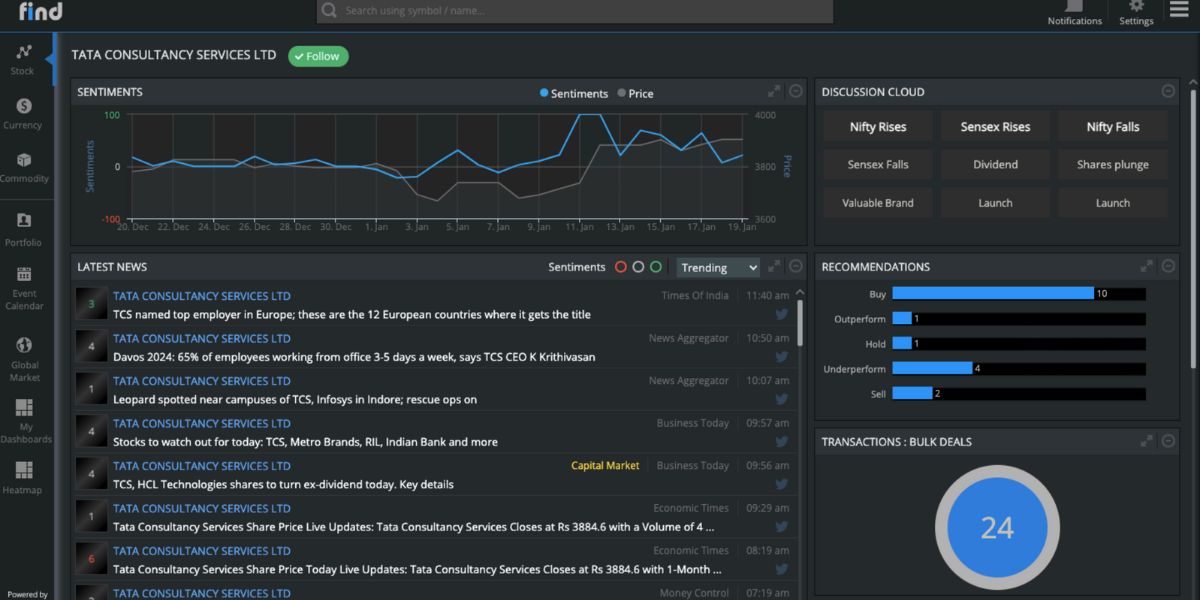 find
Search using symbol / name...
Notifications
Settings
Stock
Currency
Commodity
Portfolio
Event
Calendar
Global
Market
My
Dashboards
Heatmap
Powered by
TATA CONSULTANCY SERVICES LTD
Follow
SENTIMENTS
Sentiments Price
100
0
-100
Sentiments
4000
3800
3600
Price
20. Dec 22. Dec 24. Dec 26. Dec 28. Dec 30. Dec 1. Jan 3. Jan 5. Jan 7. Jan 9. Jan 11. Jan 13. Jan 15. Jan 17. Jan 19. Jan
DISCUSSION CLOUD
Nifty Rises Sensex Rises Nifty Falls
Sensex Falls Dividend Shares plunge
Valuable Brand Launch Launch
LATEST NEWS Sentiments Trending
3 TATA CONSULTANCY SERVICES LTD Times Of India 11:40 am
TCS named top employer in Europe; these are the 12 European countries where it gets the title
4 TATA CONSULTANCY SERVICES LTD News Aggregator 10:50 am
Davos 2024: 65% of employees working from office 3-5 days a week, says TCS CEO K Krithivasan
1 TATA CONSULTANCY SERVICES LTD News Aggregator 10:07 am
Leopard spotted near campuses of TCS, Infosys in Indore; rescue ops on
4 TATA CONSULTANCY SERVICES LTD Business Today 09:57 am
Stocks to watch out for today: TCS, Metro Brands, RIL, Indian Bank and more
4 TATA CONSULTANCY SERVICES LTD Capital Market Business Today 09:56 am
TCS, HCL Technologies shares to turn ex-dividend today. Key details
1 TATA CONSULTANCY SERVICES LTD Economic Times 09:29 am
Tata Consultancy Services Share Price Live Updates: Tata Consultancy Services Closes at Rs 3884.6 with a Volume of 4 ...
6 TATA CONSULTANCY SERVICES LTD Economic Times 08:19 am
Tata Consultancy Services Share Price Today Live Updates: Tata Consultancy Services Closes at Rs 3884.6 with 1-Month ...
TATA CONSULTANCY SERVICES LTD Money Control 07:19 am
RECOMMENDATIONS
Buy 10
Outperform 1
Hold 1
Underperform 4
Sell 2
TRANSACTIONS : BULK DEALS
24